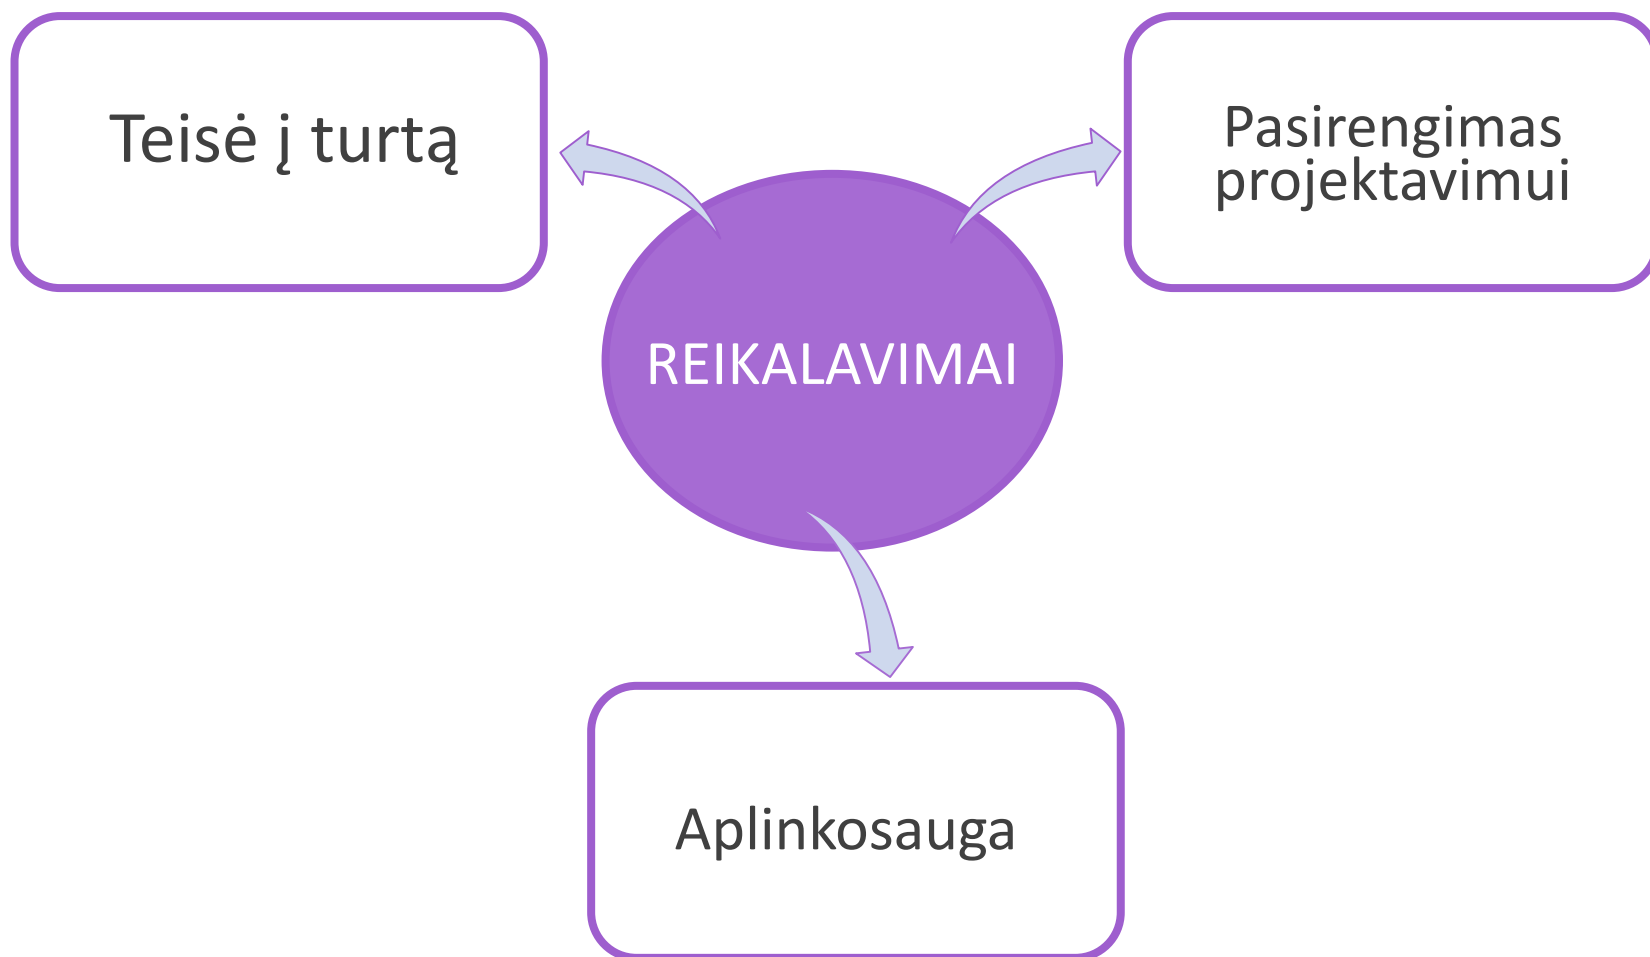 Teisė į turtą
Pasirengimas
projektavimui
REIKALAVIMAI
Aplinkosauga